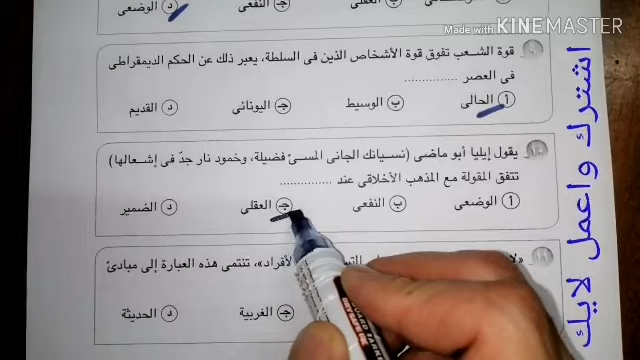 العقلى
ج النفعى
د الوضعى
Made with KINEMASTER
قوة الشعب تفوق قوة الأشخاص الذين فى السلطة، يعبر ذلك عن الحكم الديمقراطى
فى العصر ..............
أ الحالى ب الوسيط ج اليونانى د القديم
يقول إيليا أبو ماضى (نسيانك الجانى المسئ فضيلة، وخمود نار جدّ فى إشعالها)
تتفق المقولة مع المذهب الأخلاقى عند ..............
أ الوضعى ب النفعى ج العقلى د الضمير
الأفراد»، تنتمى هذه العبارة إلى مبادئ
ج الغربية د الحديثة
اشترك واعمل لايك